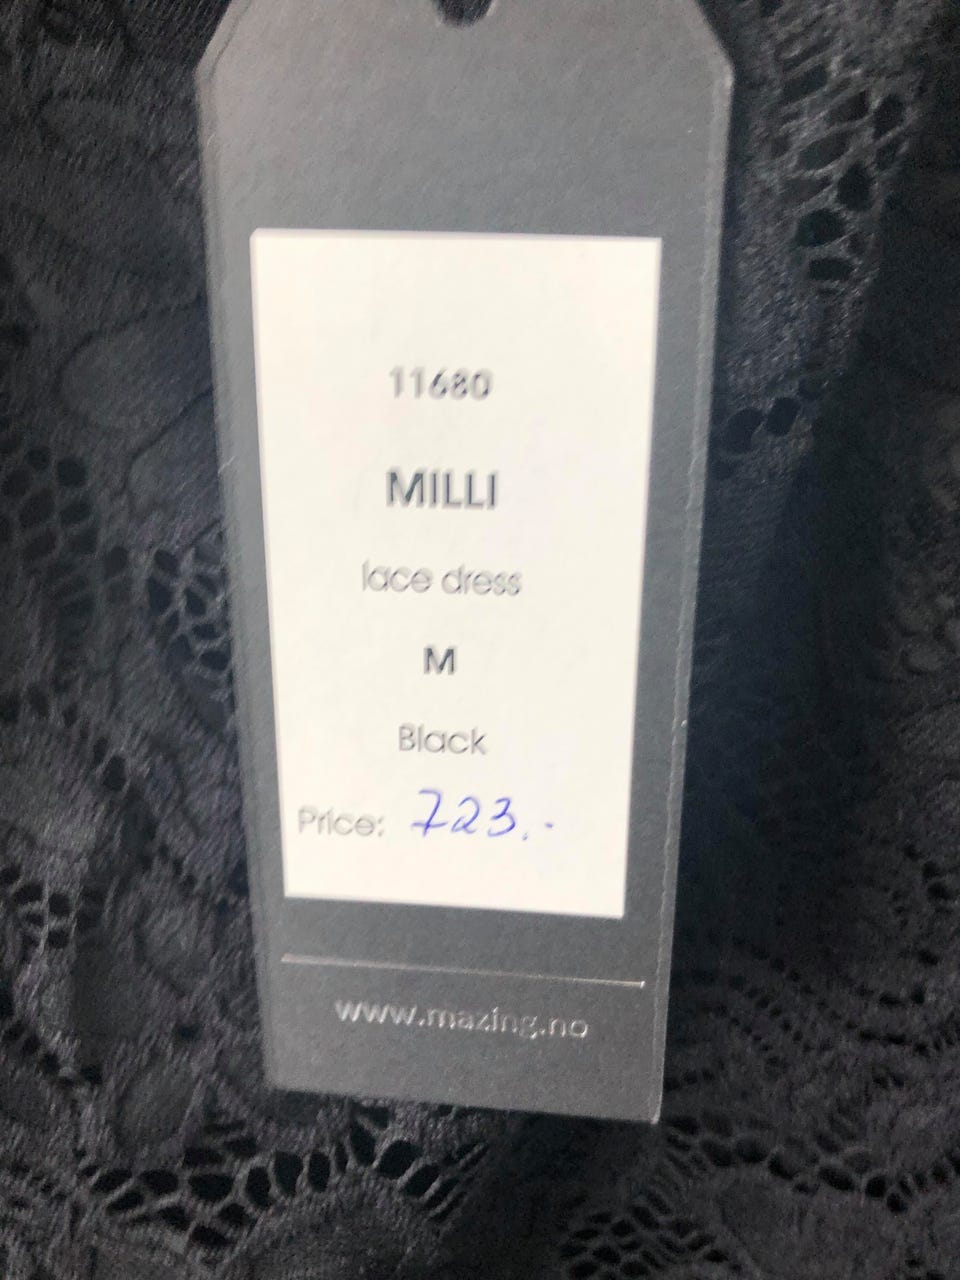 11680
MILLI
lace dress
M
Black
Price: 723.-
www.mazing.no